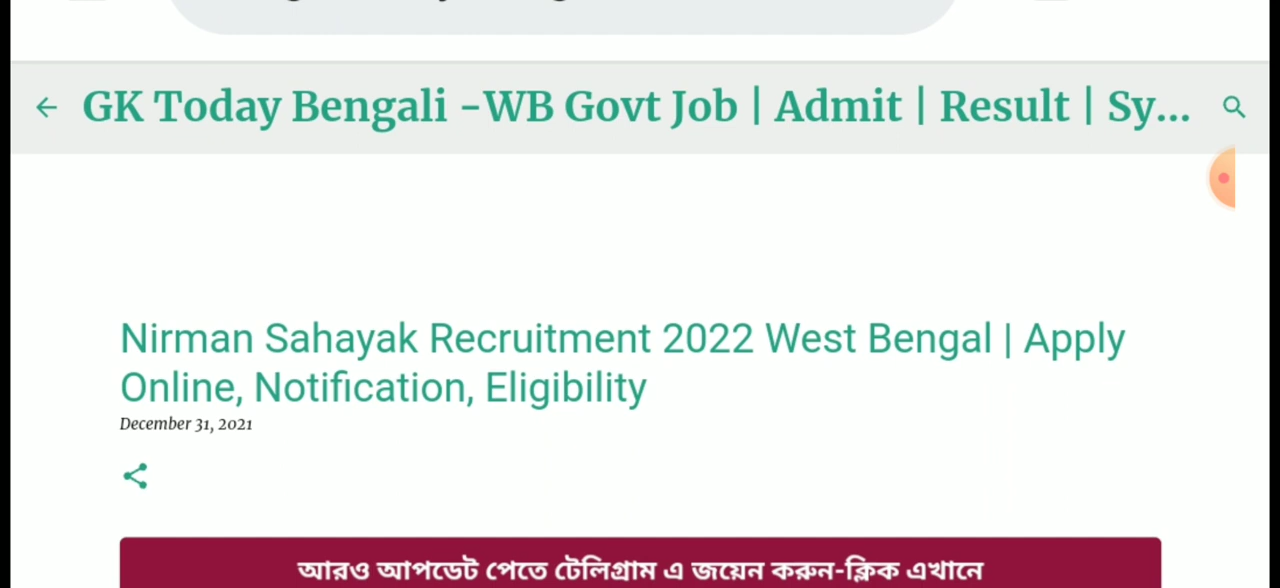 GK Today Bengali -WB Govt Job | Admit | Result | Sy...
Nirman Sahayak Recruitment 2022 West Bengal | Apply
Online, Notification, Eligibility
December 31, 2021
আরও আপডেট পেতে টেলিগ্রাম এ জয়েন করুন-ক্লিক এখানে